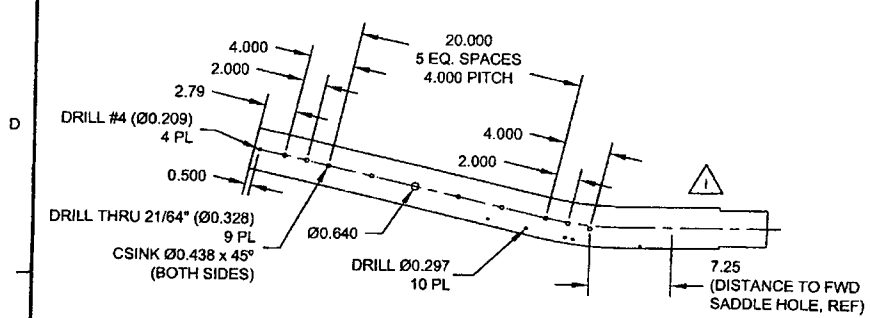 20.000
5 EQ. SPACES
4.000 PITCH
4.000
2.000
2.79
D
DRILL #4 (Ø0.209)
4 PL
0.500
DRILL THRU 21/64" (Ø0.328)
9 PL
CSINK Ø0.438 x 45°
(BOTH SIDES)
Ø0.640
DRILL Ø0.297
10 PL
4.000
2.000
1
7.25
(DISTANCE TO FWD
SADDLE HOLE, REF)